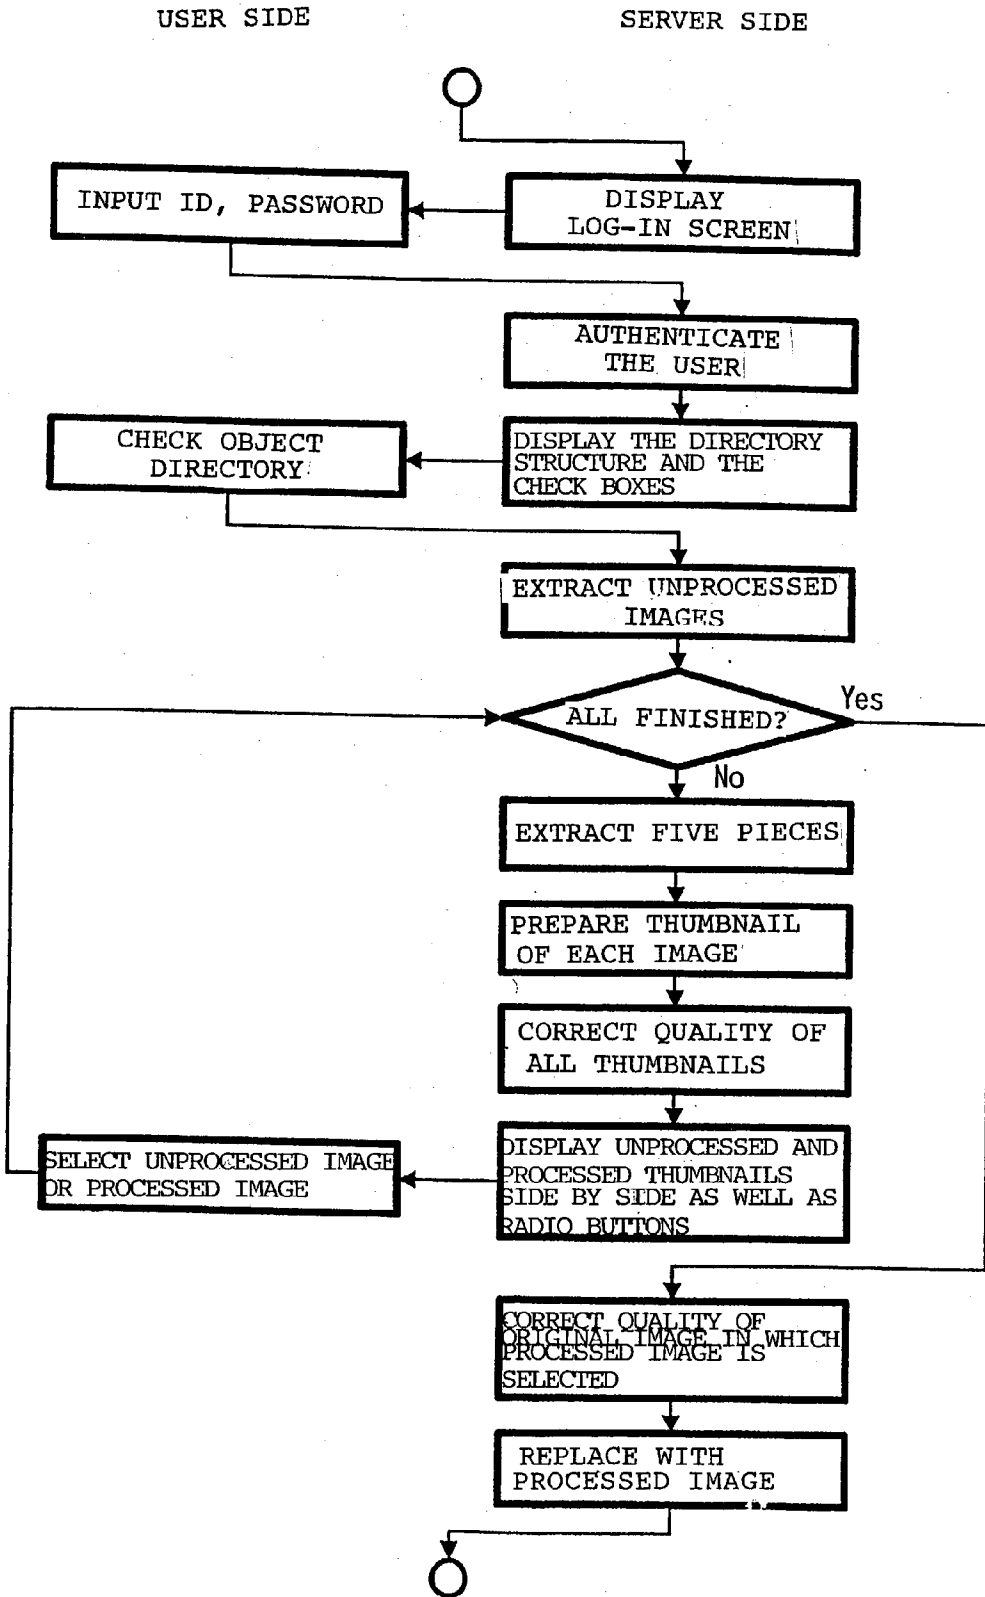 USER SIDE
SERVER SIDE
INPUT ID, PASSWORD
DISPLAY
LOG-IN SCREEN
AUTHENTICATE
THE USER
CHECK OBJECT
DIRECTORY
DISPLAY THE DIRECTORY
STRUCTURE AND THE
CHECK BOXES
EXTRACT UNPROCESSED
IMAGES
ALL FINISHED?
Yes
No
EXTRACT FIVE PIECES
PREPARE THUMBNAIL
OF EACH IMAGE
CORRECT QUALITY OF
ALL THUMBNAILS
SELECT UNPROCESSED IMAGE
OR PROCESSED IMAGE
DISPLAY UNPROCESSED AND
PROCESSED THUMBNAILS
SIDE BY SIDE AS WELL AS
RADIO BUTTONS
CORRECT QUALITY OF
ORIGINAL IMAGE IN WHICH
PROCESSED IMAGE IS
SELECTED
REPLACE WITH
PROCESSED IMAGE